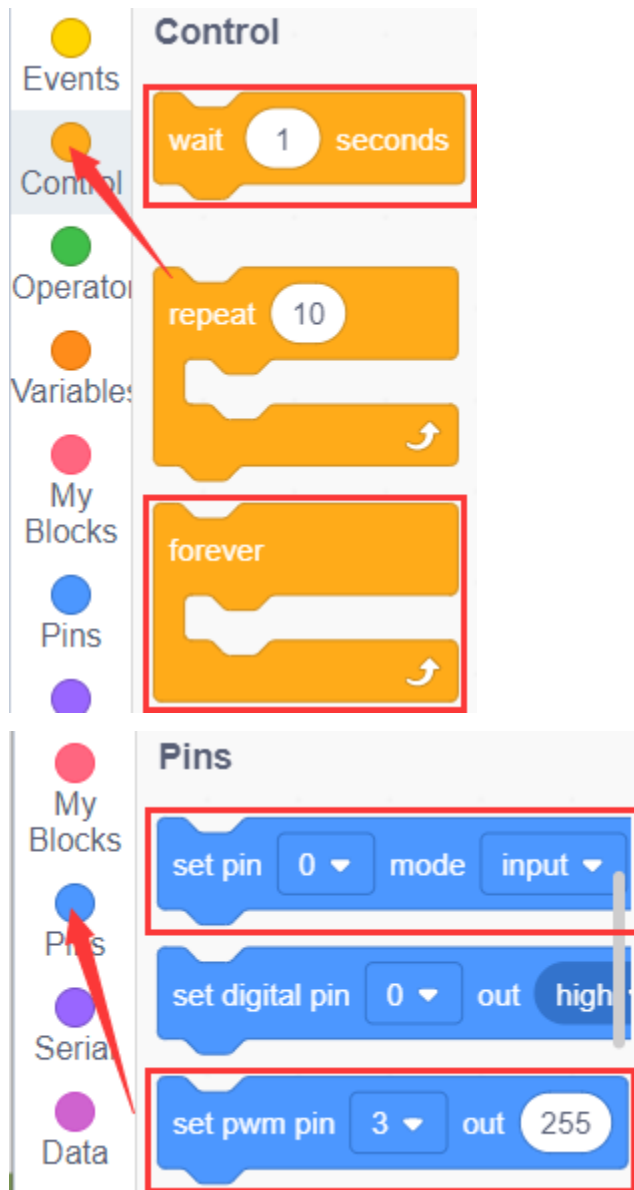 Control
Events
wait 1 seconds
Control
Operator
repeat 10
Variables
My
Blocks
forever
Pins
Pins
My
Blocks
set pin 0 mode input
Pins
set digital pin 0 out high
Serial
Data
set pwm pin 3 out 255